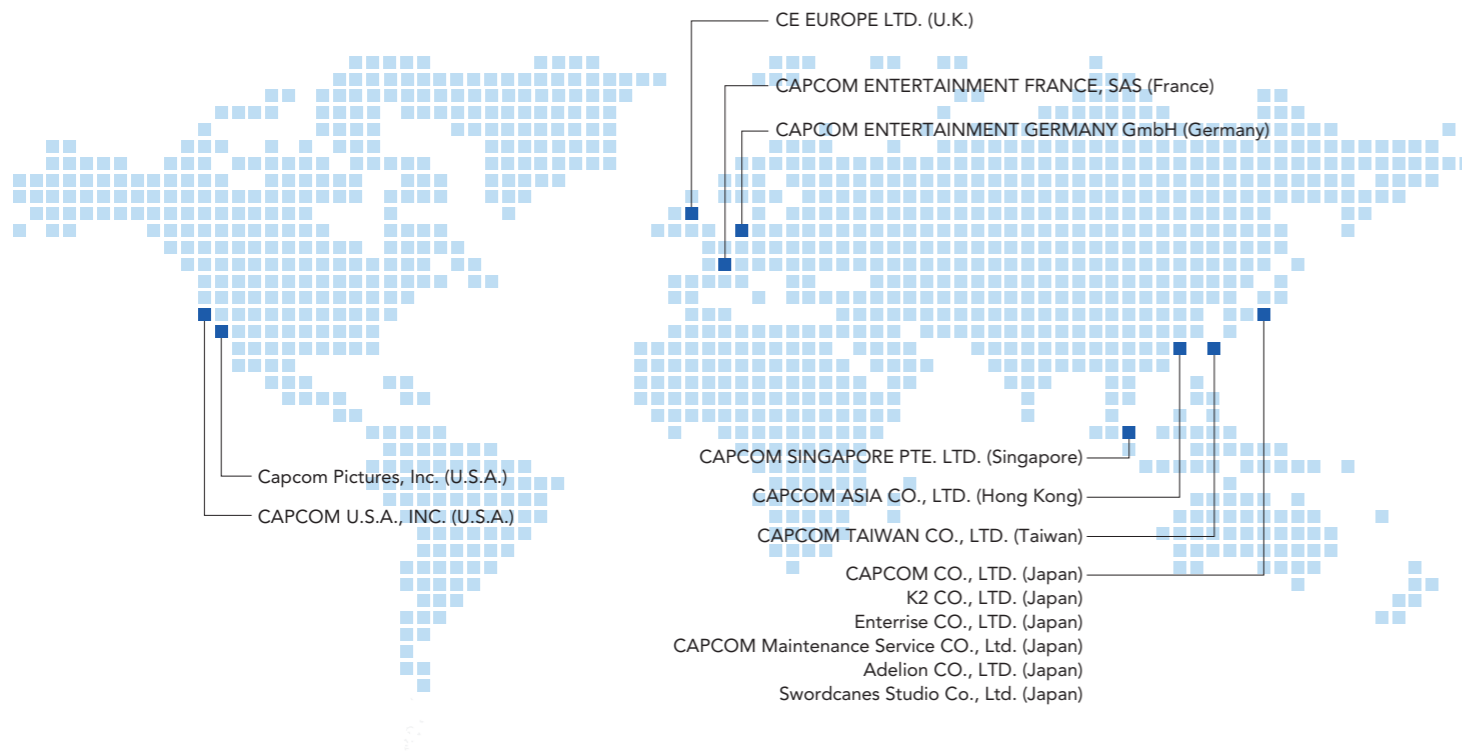 CE EUROPE LTD. (U.K.)
CAPCOM ENTERTAINMENT FRANCE, SAS (France)
CAPCOM ENTERTAINMENT GERMANY GmbH (Germany)
Capcom Pictures, Inc. (U.S.A.)
CAPCOM U.S.A., INC. (U.S.A.)
CAPCOM SINGAPORE PTE. LTD. (Singapore)
CAPCOM ASIA CO., LTD. (Hong Kong)
CAPCOM TAIWAN CO., LTD. (Taiwan)
CAPCOM CO., LTD. (Japan)
K2 CO., LTD. (Japan)
Enterrise CO., LTD. (Japan)
CAPCOM Maintenance Service CO., Ltd. (Japan)
Adelion CO., LTD. (Japan)
Swordcanes Studio Co., Ltd. (Japan)